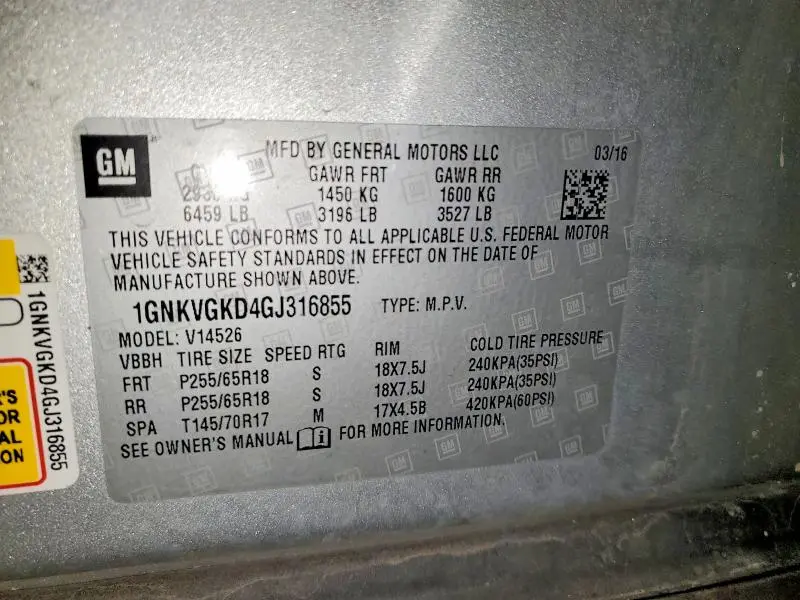 GM
MFD BY GENERAL MOTORS LLC
03/16
GAWR FRT GAWR RR
KG 1450 KG 1600 KG
6459 LB 3196 LB 3527 LB
THIS VEHICLE CONFORMS TO ALL APPLICABLE U.S. FEDERAL MOTOR
VEHICLE SAFETY STANDARDS IN EFFECT ON THE DATE OF
MANUFACTURE SHOWN ABOVE.
1GNKVGKD4GJ316855 TYPE: M.P.V.
MODEL: V14526
VBBH TIRE SIZE SPEED RTG RIM COLD TIRE PRESSURE
FRT P255/65R18 S 18X7.5J 240KPA(35PSI)
RR P255/65R18 S 18X7.5J 240KPA(35PSI)
SPA T145/70R17 M 17X4.5B 420KPA(60PSI)
SEE OWNER'S MANUAL FOR MORE INFORMATION.
1GNKVGKD4GJ316855